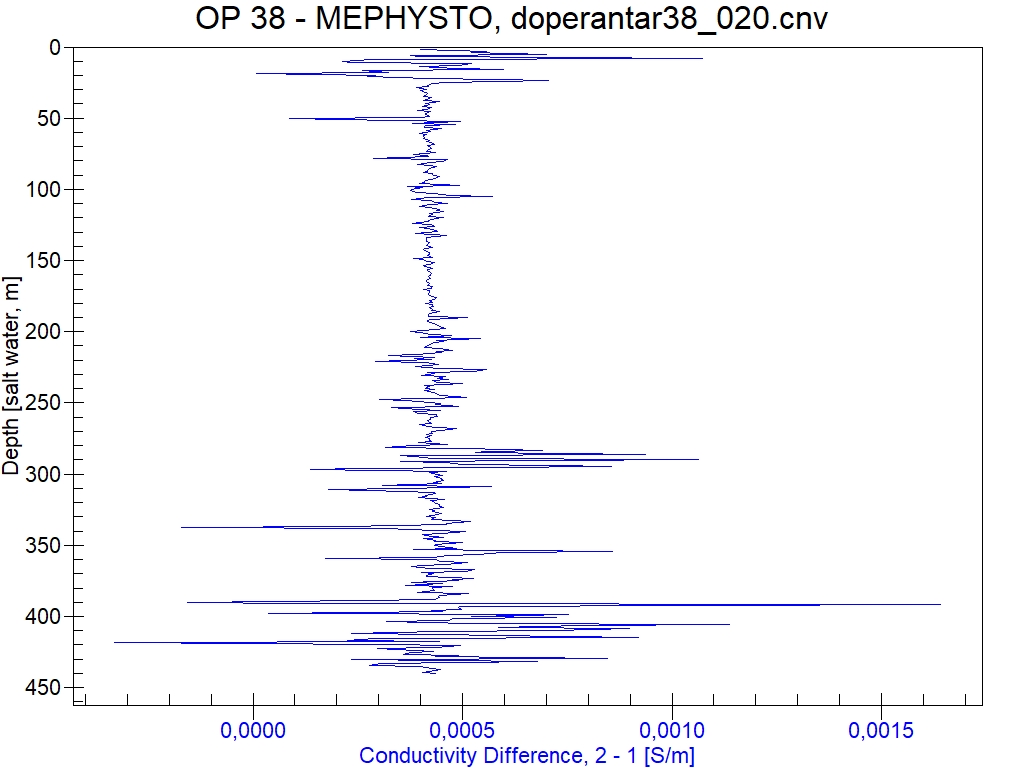 OP 38 - MEPHYSTO, doperantar38_020.cnv
Depth [salt water, m]
0
50
100
150
200
250
300
350
400
450
0,0000 0,0005 0,0010 0,0015
Conductivity Difference, 2 - 1 [S/m]